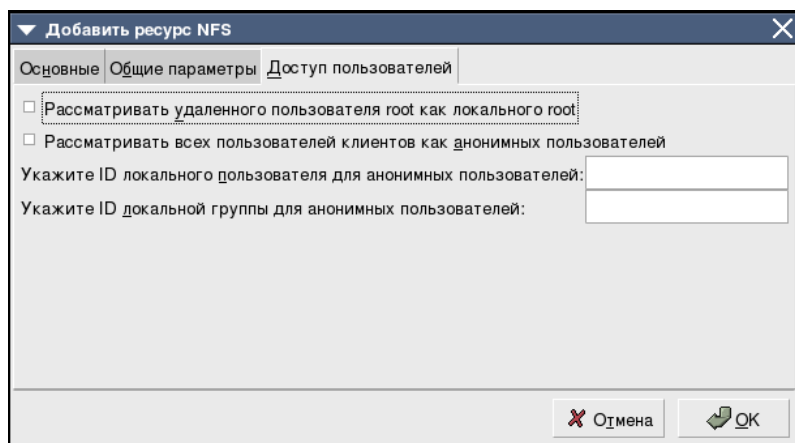 Добавить ресурс NFS
Основные Общие параметры Доступ пользователей
Рассматривать удаленного пользователя root как локального root
Рассматривать всех пользователей клиентов как анонимных пользователей
Укажите ID локального пользователя для анонимных пользователей:
Укажите ID локальной группы для анонимных пользователей:
Отмена OK